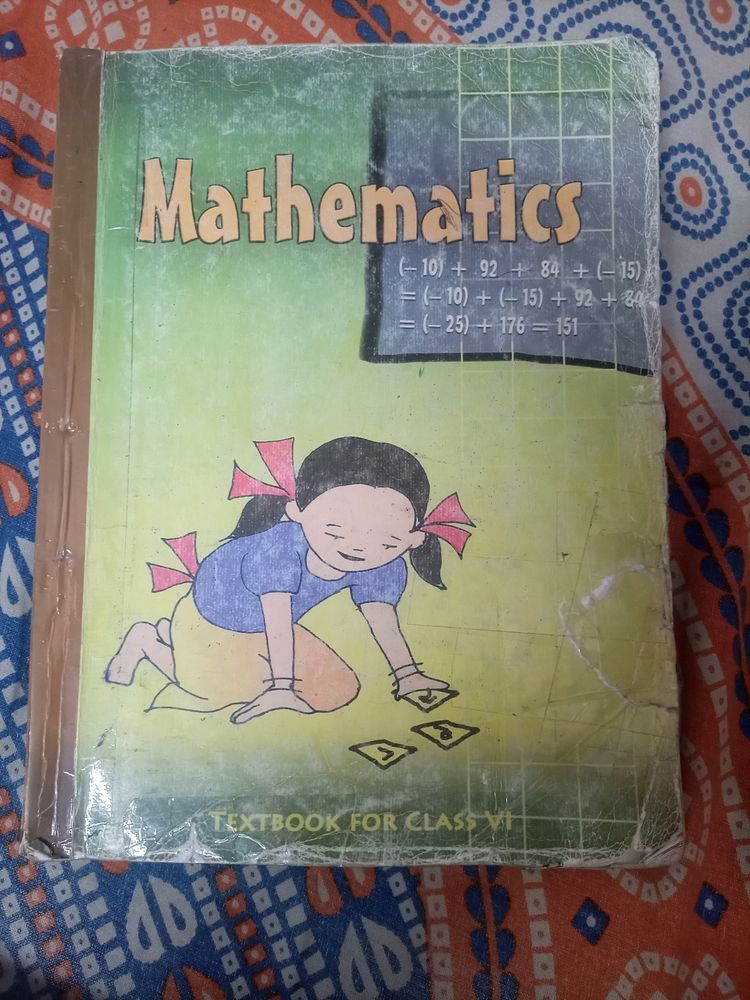 Mathematics
(– 10) + 92 + 84 + (– 15)
= (– 10) + (– 15) + 92 + 84
= (– 25) + 176 = 151
TEXTBOOK FOR CLASS VI